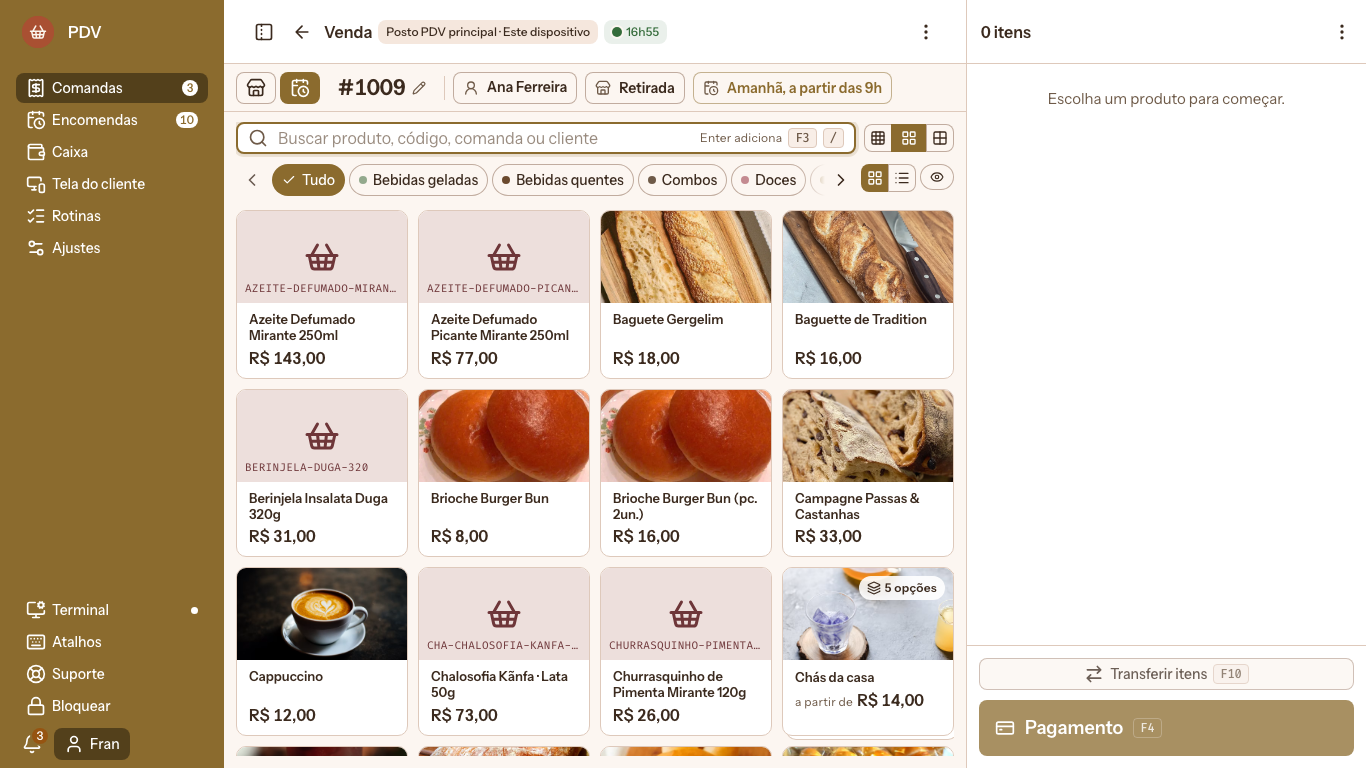 PDV
Comandas 3
Encomendas 10
Caixa
Tela do cliente
Rotinas
Ajustes
Terminal
Atalhos
Suporte
Bloquear
3 Fran
Venda Posto PDV principal · Este dispositivo 16h55
#1009 Ana Ferreira Retirada Amanhã, a partir das 9h
Buscar produto, código, comanda ou cliente Enter adiciona F3 /
Tudo Bebidas geladas Bebidas quentes Combos Doces
AZEITE-DEFUMADO-MIRAN…
Azeite Defumado
Mirante 250ml
R$ 143,00
AZEITE-DEFUMADO-PICAN…
Azeite Defumado
Picante Mirante 250ml
R$ 77,00
Baguete Gergelim
R$ 18,00
Baguette de Tradition
R$ 16,00
BERINJELA-DUGA-320
Berinjela Insalata Duga
320g
R$ 31,00
Brioche Burger Bun
R$ 8,00
Brioche Burger Bun (pc.
2un.)
R$ 16,00
Campagne Passas &
Castanhas
R$ 33,00
Cappuccino
R$ 12,00
CHA-CHALOSOFIA-KANFA-…
Chalosofia Kãnfa · Lata
50g
R$ 73,00
CHURRASQUINHO-PIMENTA…
Churrasquinho de
Pimenta Mirante 120g
R$ 26,00
5 opções
Chás da casa
a partir de R$ 14,00
0 itens
Escolha um produto para começar.
Transferir itens F10
Pagamento F4